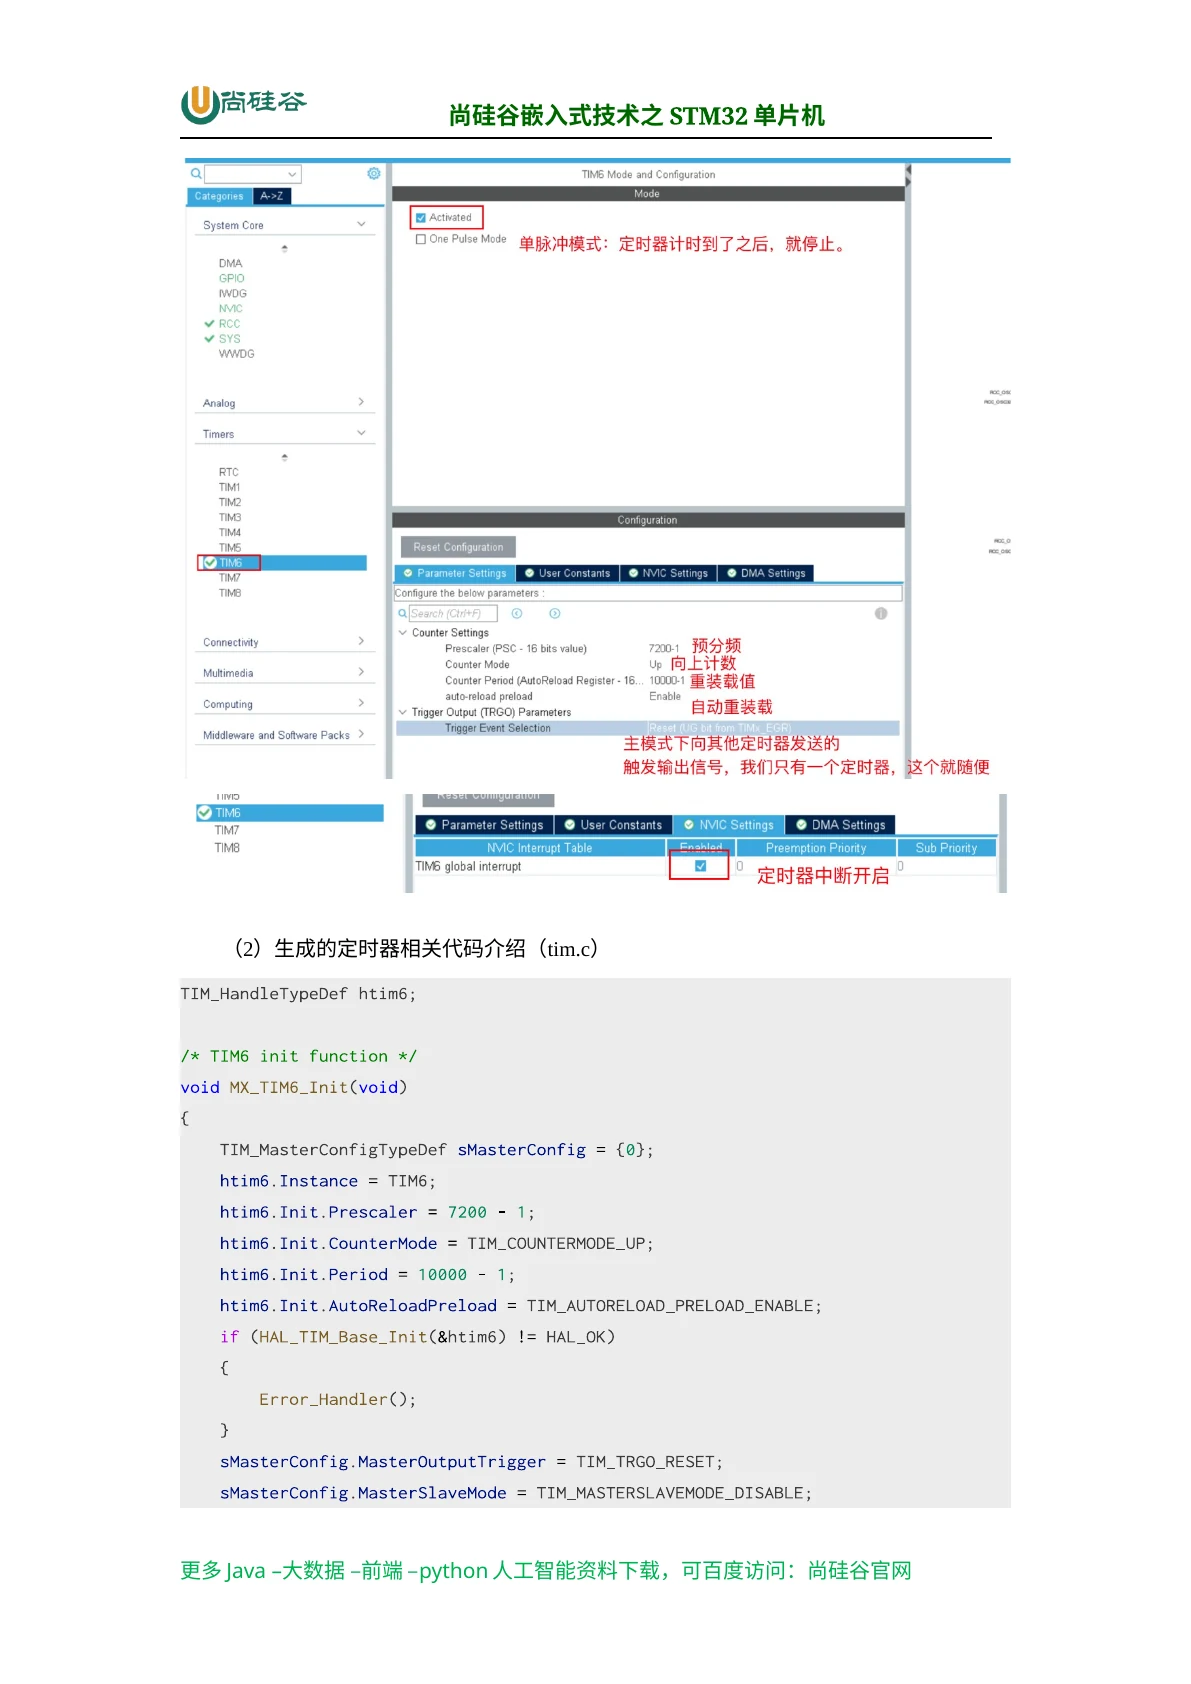 尚硅谷
尚硅谷嵌入式技术之 STM32 单片机
TIM6 Mode and Configuration
Categories A->Z
Mode
System Core
Activated
One Pulse Mode 单脉冲模式：定时器计时到了之后，就停止。
DMA
GPIO
IWDG
NVIC
RCC
SYS
WWDG
Analog
Timers
RTC
TIM1
TIM2
TIM3
TIM4
TIM5
TIM6
TIM7
TIM8
Connectivity
Multimedia
Computing
Middleware and Software Packs
Configuration
Reset Configuration
Parameter Settings User Constants NVIC Settings DMA Settings
Configure the below parameters :
Search (Ctrl+F)
Counter Settings
Prescaler (PSC - 16 bits value) 7200-1 预分频
Counter Mode Up 向上计数
Counter Period (AutoReload Register - 16... 10000-1 重装载值
auto-reload preload Enable 自动重装载
Trigger Output (TRGO) Parameters
Trigger Event Selection Reset (UG bit from TIMx_EGR)
主模式下向其他定时器发送的
触发输出信号，我们只有一个定时器，这个就随便
TIM5
TIM6
TIM7
TIM8
Reset Configuration
Parameter Settings User Constants NVIC Settings DMA Settings
NVIC Interrupt Table Enabled Preemption Priority Sub Priority
TIM6 global interrupt 0 0
定时器中断开启
（2）生成的定时器相关代码介绍（tim.c）
TIM_HandleTypeDef htim6;
/* TIM6 init function */
void MX_TIM6_Init(void)
{
    TIM_MasterConfigTypeDef sMasterConfig = {0};
    htim6.Instance = TIM6;
    htim6.Init.Prescaler = 7200 - 1;
    htim6.Init.CounterMode = TIM_COUNTERMODE_UP;
    htim6.Init.Period = 10000 - 1;
    htim6.Init.AutoReloadPreload = TIM_AUTORELOAD_PRELOAD_ENABLE;
    if (HAL_TIM_Base_Init(&htim6) != HAL_OK)
    {
        Error_Handler();
    }
    sMasterConfig.MasterOutputTrigger = TIM_TRGO_RESET;
    sMasterConfig.MasterSlaveMode = TIM_MASTERSLAVEMODE_DISABLE;
更多 Java –大数据 –前端 –python 人工智能资料下载，可百度访问：尚硅谷官网